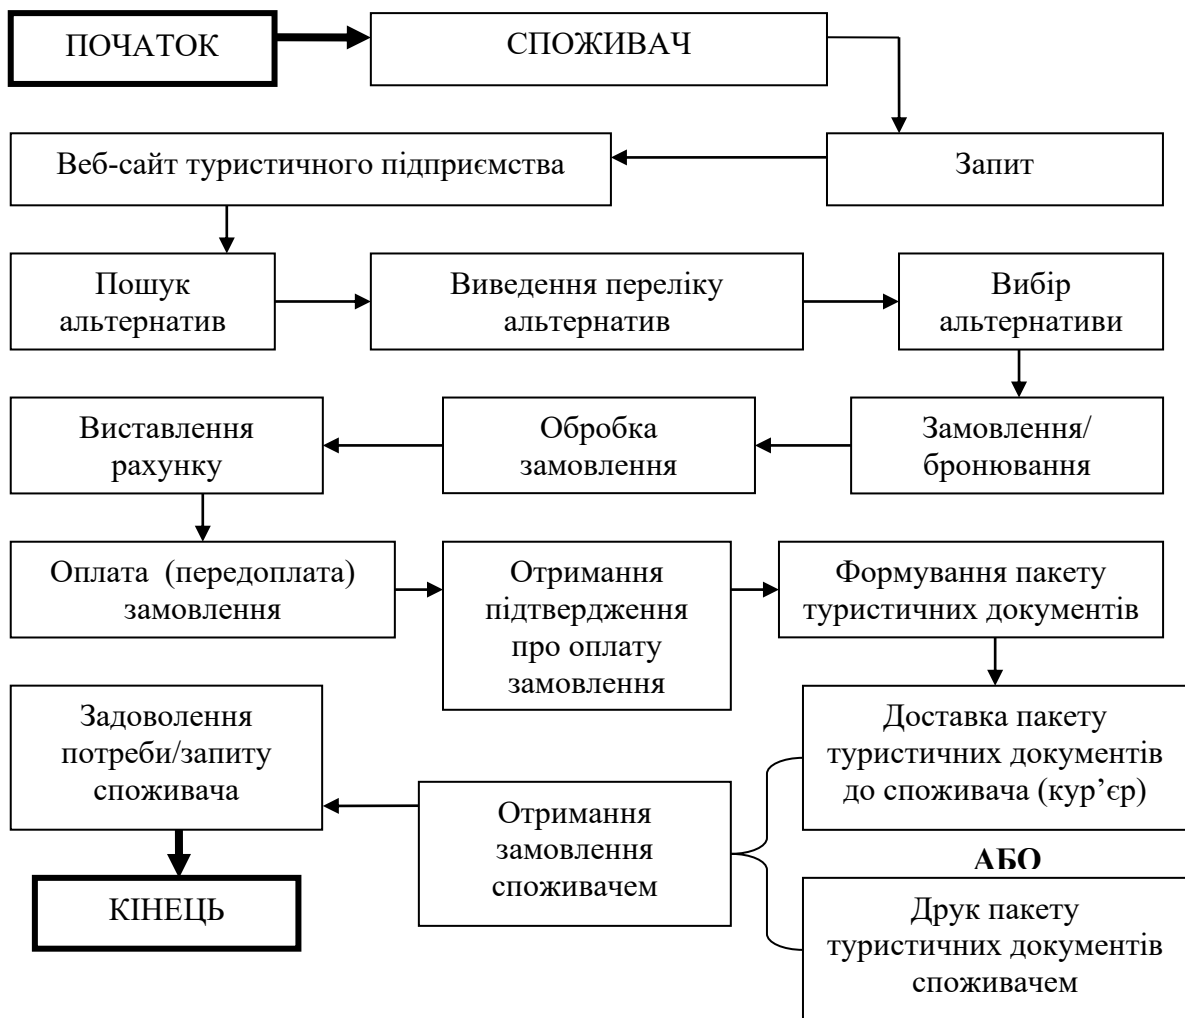 ПОЧАТОК
СПОЖИВАЧ
Веб-сайт туристичного підприємства
Запит
Пошук
альтернатив
Виведення переліку
альтернатив
Вибір
альтернативи
Виставлення
рахунку
Обробка
замовлення
Замовлення/
бронювання
Оплата (передоплата)
замовлення
Отримання
підтвердження
про оплату
замовлення
Формування пакету
туристичних документів
Задоволення
потреби/запиту
споживача
Доставка пакету
туристичних документів
до споживача (кур’єр)
Отримання
замовлення
споживачем
АБО
КІНЕЦЬ
Друк пакету
туристичних документів
споживачем